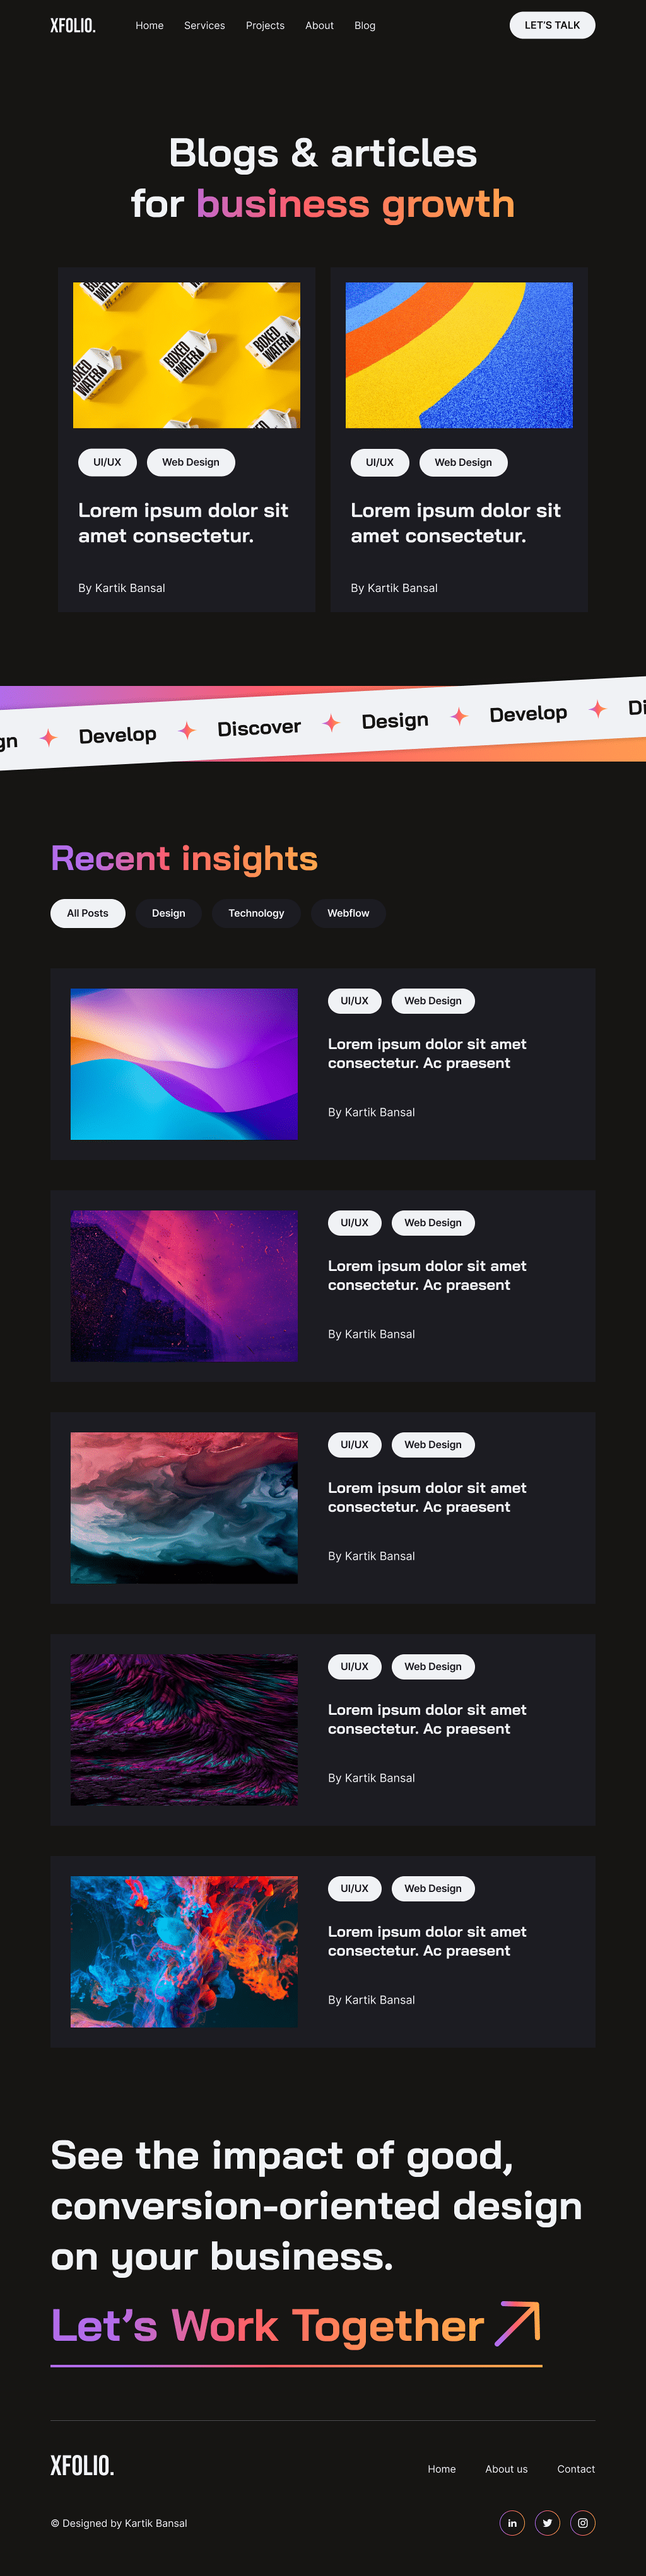 XFOLIO.
Home Services Projects About Blog
LET'S TALK
Blogs & articles
for business growth
BOXED WATER
BOXED WATER
BOXED WATER
BOXED WATER
UI/UX Web Design
Lorem ipsum dolor sit
amet consectetur.
By Kartik Bansal
UI/UX Web Design
Lorem ipsum dolor sit
amet consectetur.
By Kartik Bansal
gn Develop Discover Design Develop Di
Recent insights
All Posts Design Technology Webflow
UI/UX Web Design
Lorem ipsum dolor sit amet
consectetur. Ac praesent
By Kartik Bansal
UI/UX Web Design
Lorem ipsum dolor sit amet
consectetur. Ac praesent
By Kartik Bansal
UI/UX Web Design
Lorem ipsum dolor sit amet
consectetur. Ac praesent
By Kartik Bansal
UI/UX Web Design
Lorem ipsum dolor sit amet
consectetur. Ac praesent
By Kartik Bansal
UI/UX Web Design
Lorem ipsum dolor sit amet
consectetur. Ac praesent
By Kartik Bansal
See the impact of good,
conversion-oriented design
on your business.
Let's Work Together
XFOLIO.
Home About us Contact
© Designed by Kartik Bansal
in